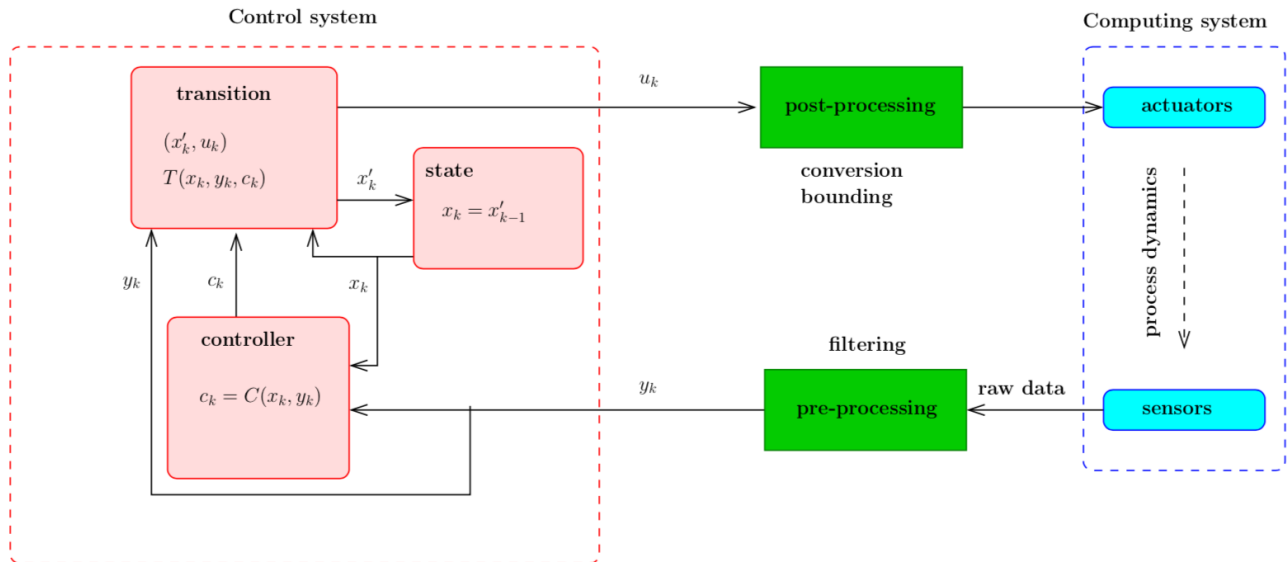 Control system
Computing system
transition
$(x'_k, u_k)$
$T(x_k, y_k, c_k)$
$u_k$
post-processing
actuators
conversion
bounding
$x'_k$
state
$x_k = x'_{k-1}$
$y_k$
$c_k$
$x_k$
process dynamics
controller
$c_k = C(x_k, y_k)$
filtering
$y_k$
pre-processing
raw data
sensors